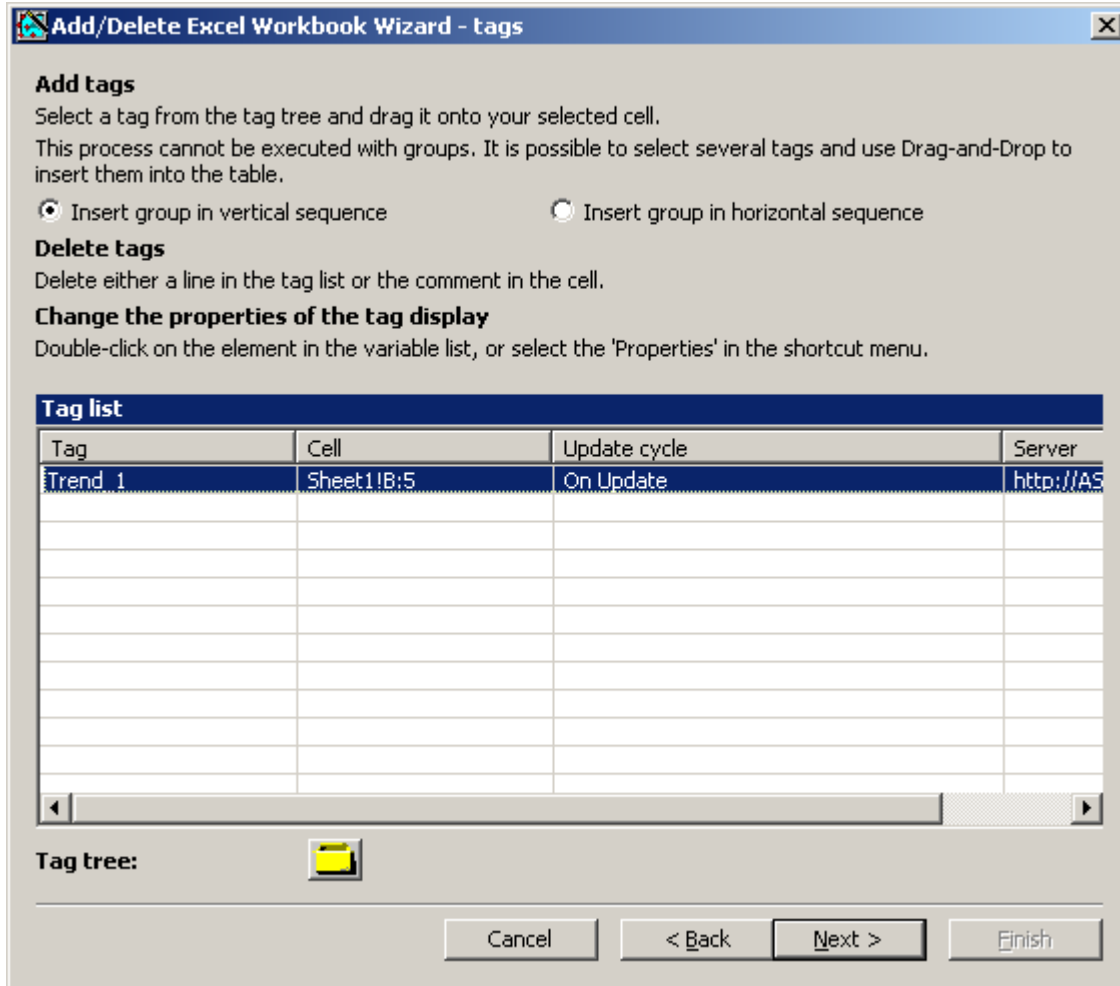 Add/Delete Excel Workbook Wizard - tags
Add tags
Select a tag from the tag tree and drag it onto your selected cell.
This process cannot be executed with groups. It is possible to select several tags and use Drag-and-Drop to
insert them into the table.
Insert group in vertical sequence Insert group in horizontal sequence
Delete tags
Delete either a line in the tag list or the comment in the cell.
Change the properties of the tag display
Double-click on the element in the variable list, or select the 'Properties' in the shortcut menu.
Tag list
Tag Cell Update cycle Server
Trend_1 Sheet1!B:5 On Update http://AS
Tag tree:
Cancel < Back Next > Finish